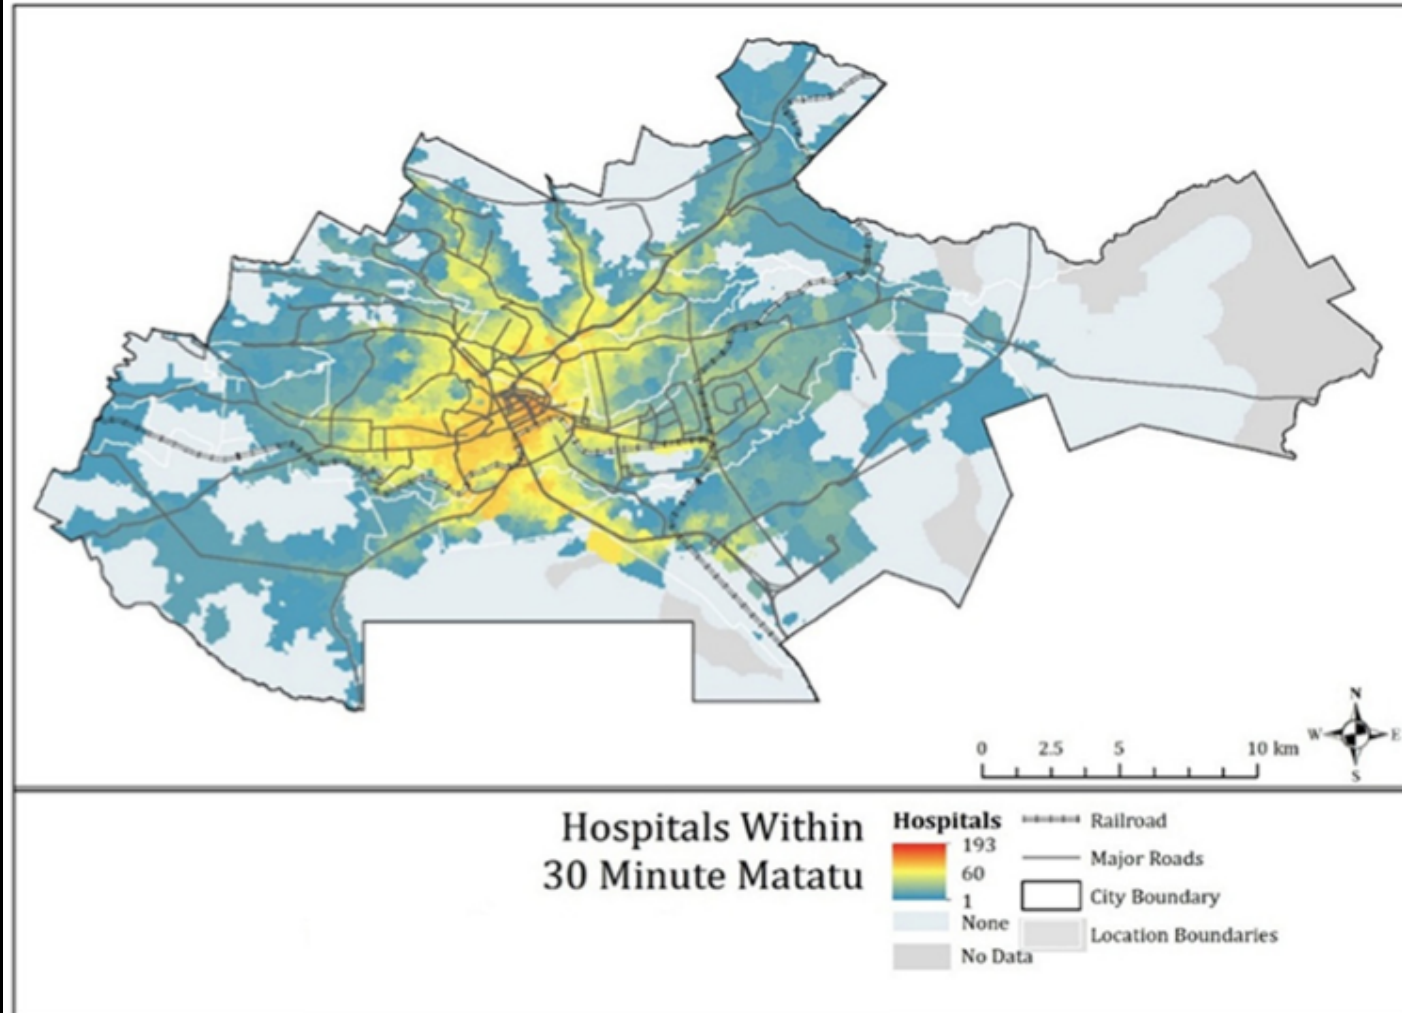 N
W E
S
0 2.5 5 10 km
Hospitals Within
30 Minute Matatu
Hospitals
193
60
1
None
No Data
Railroad
Major Roads
City Boundary
Location Boundaries